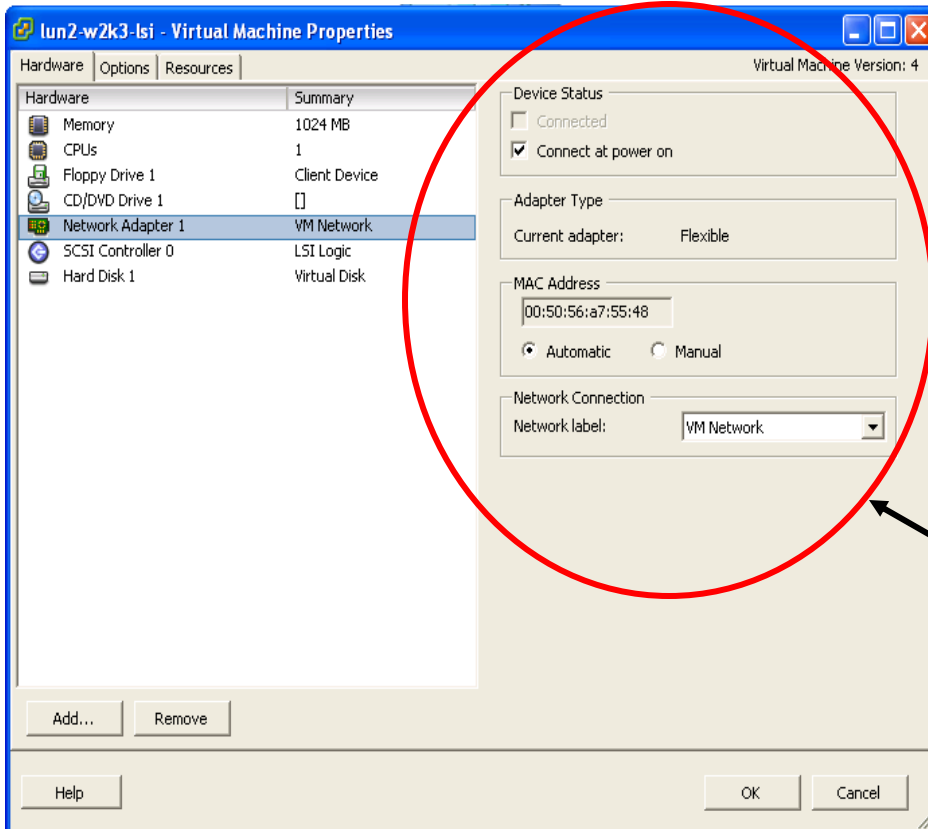 lun2-w2k3-lsi - Virtual Machine Properties
Hardware Options Resources Virtual Machine Version: 4
Hardware Summary
Memory 1024 MB
CPUs 1
Floppy Drive 1 Client Device
CD/DVD Drive 1 []
Network Adapter 1 VM Network
SCSI Controller 0 LSI Logic
Hard Disk 1 Virtual Disk
Device Status
Connected
Connect at power on
Adapter Type
Current adapter: Flexible
MAC Address
00:50:56:a7:55:48
Automatic Manual
Network Connection
Network label: VM Network
Add... Remove
Help OK Cancel